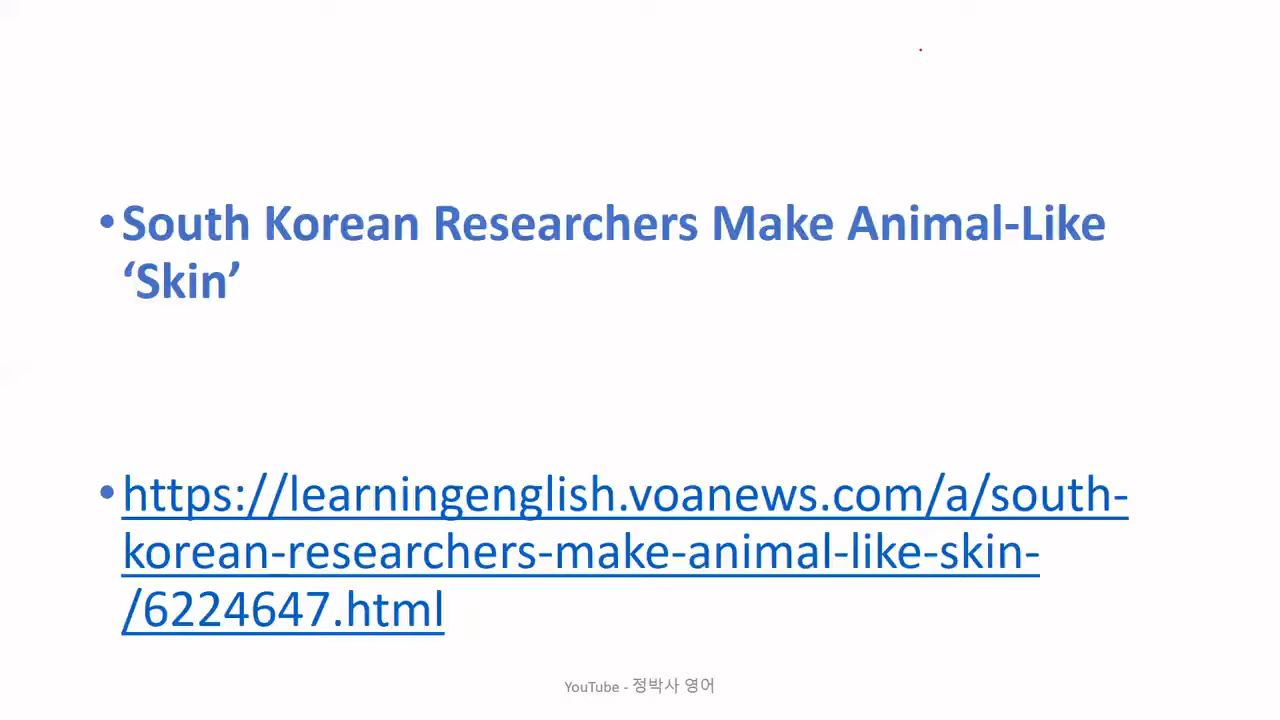 •South Korean Researchers Make Animal-Like
‘Skin’
•https://learningenglish.voanews.com/a/south-
korean-researchers-make-animal-like-skin-
/6224647.html
YouTube - 정박사 영어